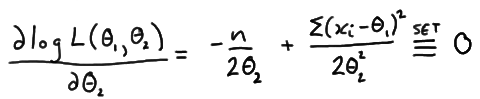 ∂ log L(θ₁, θ₂) / ∂θ₂ = - n / 2θ₂ + Σ(xᵢ - θ₁)² / 2θ₂² SET ≡ 0